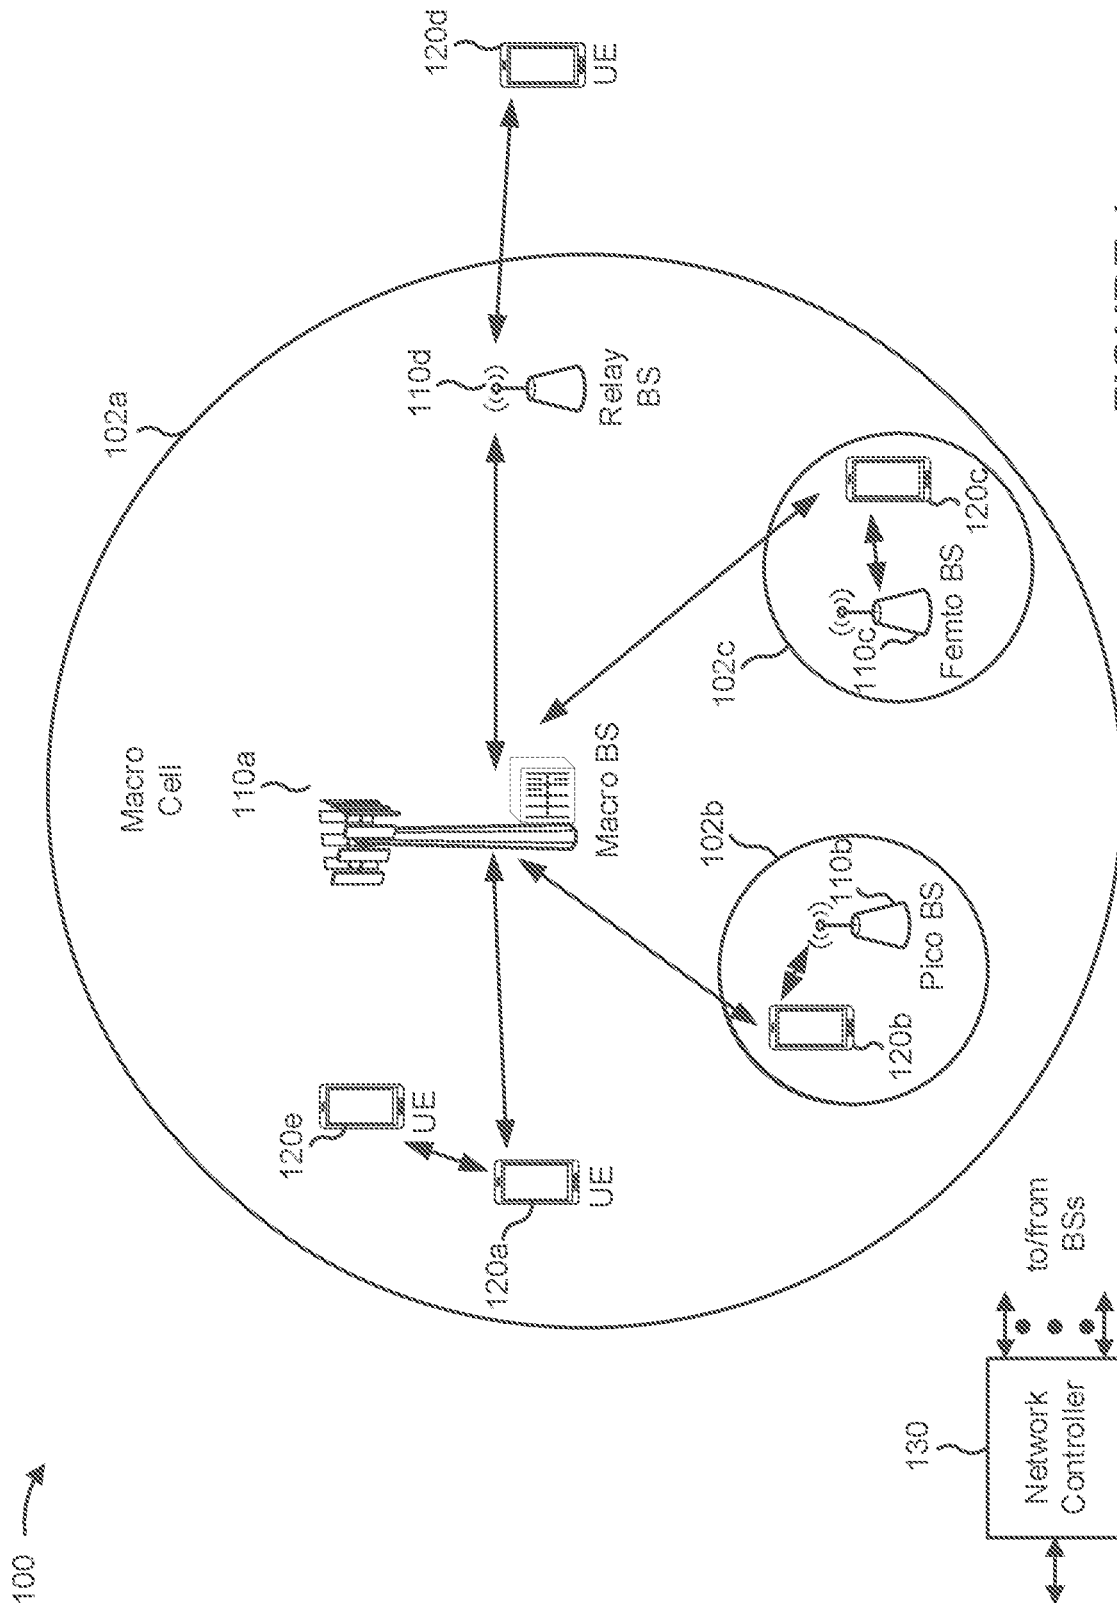 100
102a
Macro
Cell
110a
120d
UE
110d
Relay
BS
120e
UE
120a
UE
Macro BS
102b
110b
Pico BS
120b
102c
110c
Femto BS
120c
130
Network
Controller
to/from
BSs